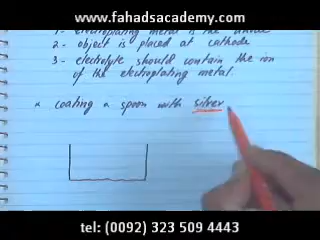 www.fahadsacademy.com
1- electroplating metal is the anode
2- object is placed at cathode
3- electrolyte should contain the ion
of the electroplating metal.
* coating a spoon with silver
tel: (0092) 323 509 4443